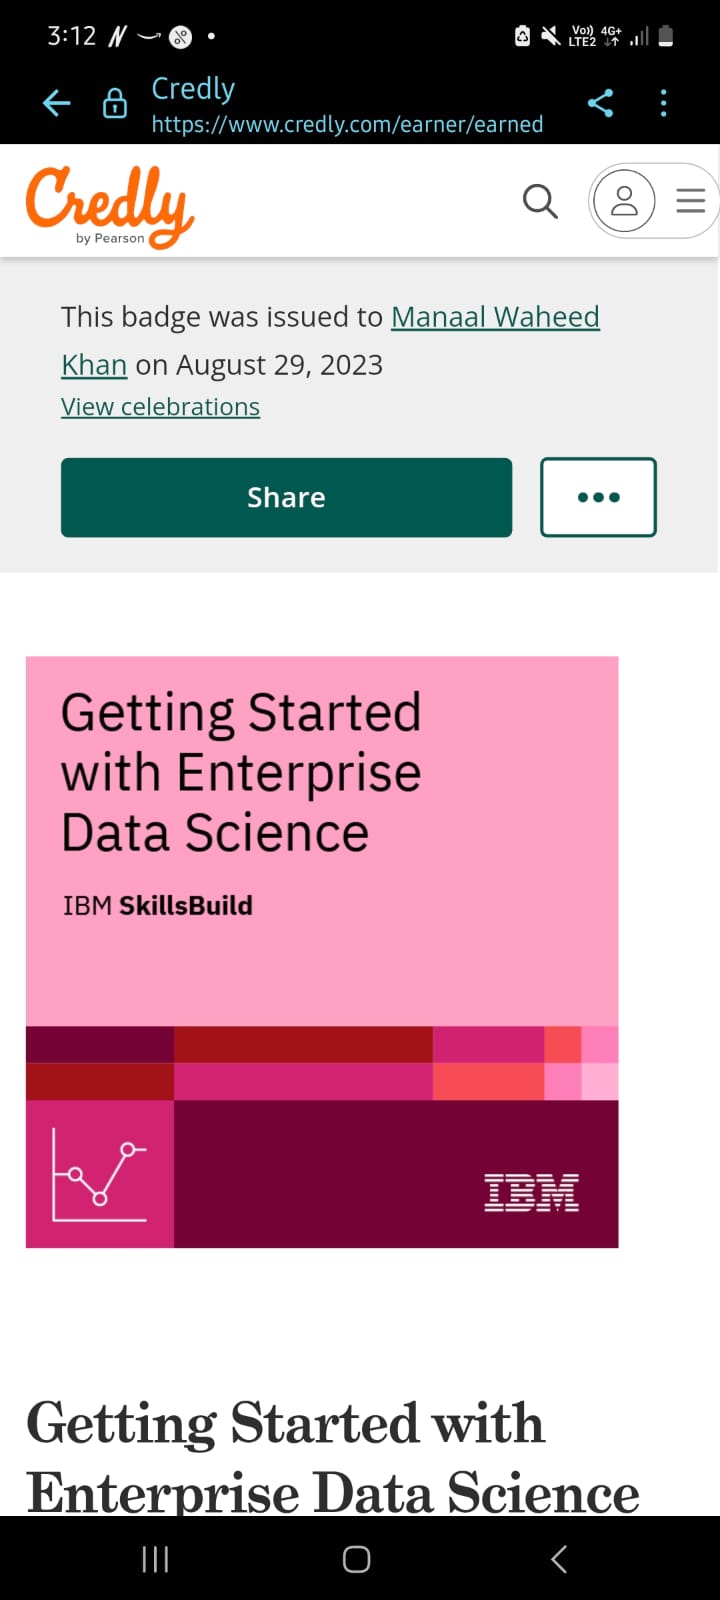 3:12
Vo)) 4G+
LTE2
Credly
https://www.credly.com/earner/earned
Credly
by Pearson
This badge was issued to Manaal Waheed
Khan on August 29, 2023
View celebrations
Share
Getting Started
with Enterprise
Data Science
IBM SkillsBuild
IBM
Getting Started with
Enterprise Data Science